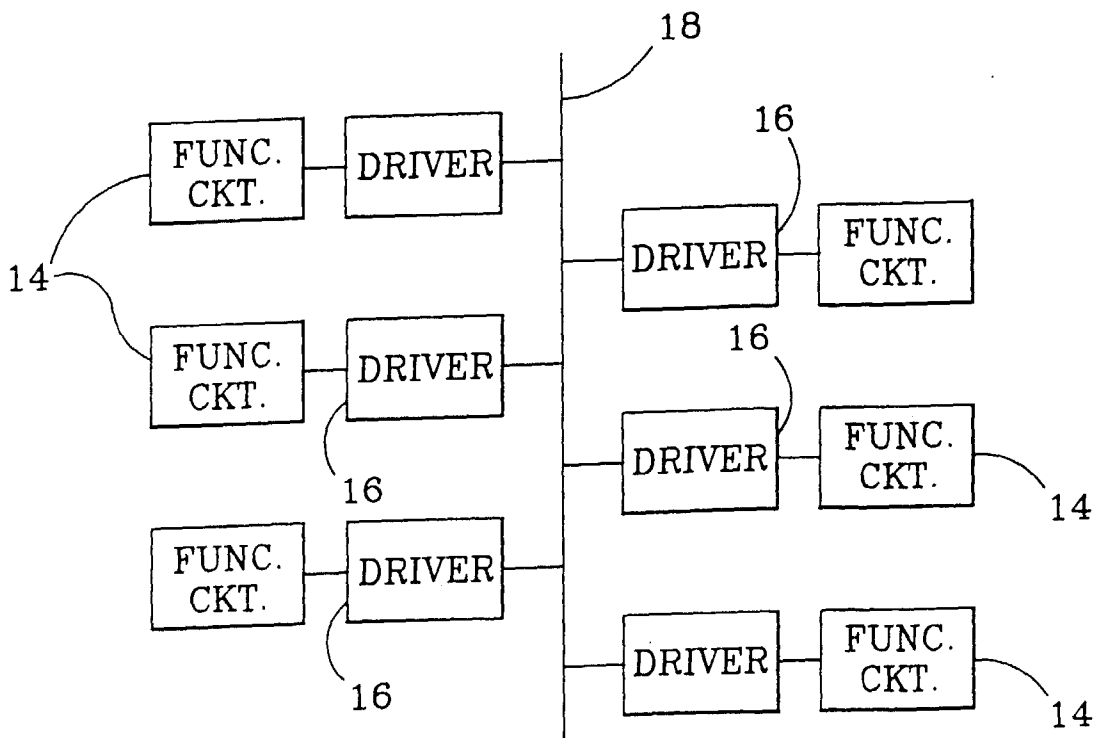 18
16
FUNC.
CKT.
DRIVER
DRIVER
FUNC.
CKT.
14
FUNC.
CKT.
DRIVER
16
16
DRIVER
FUNC.
CKT.
14
FUNC.
CKT.
DRIVER
16
DRIVER
FUNC.
CKT.
14